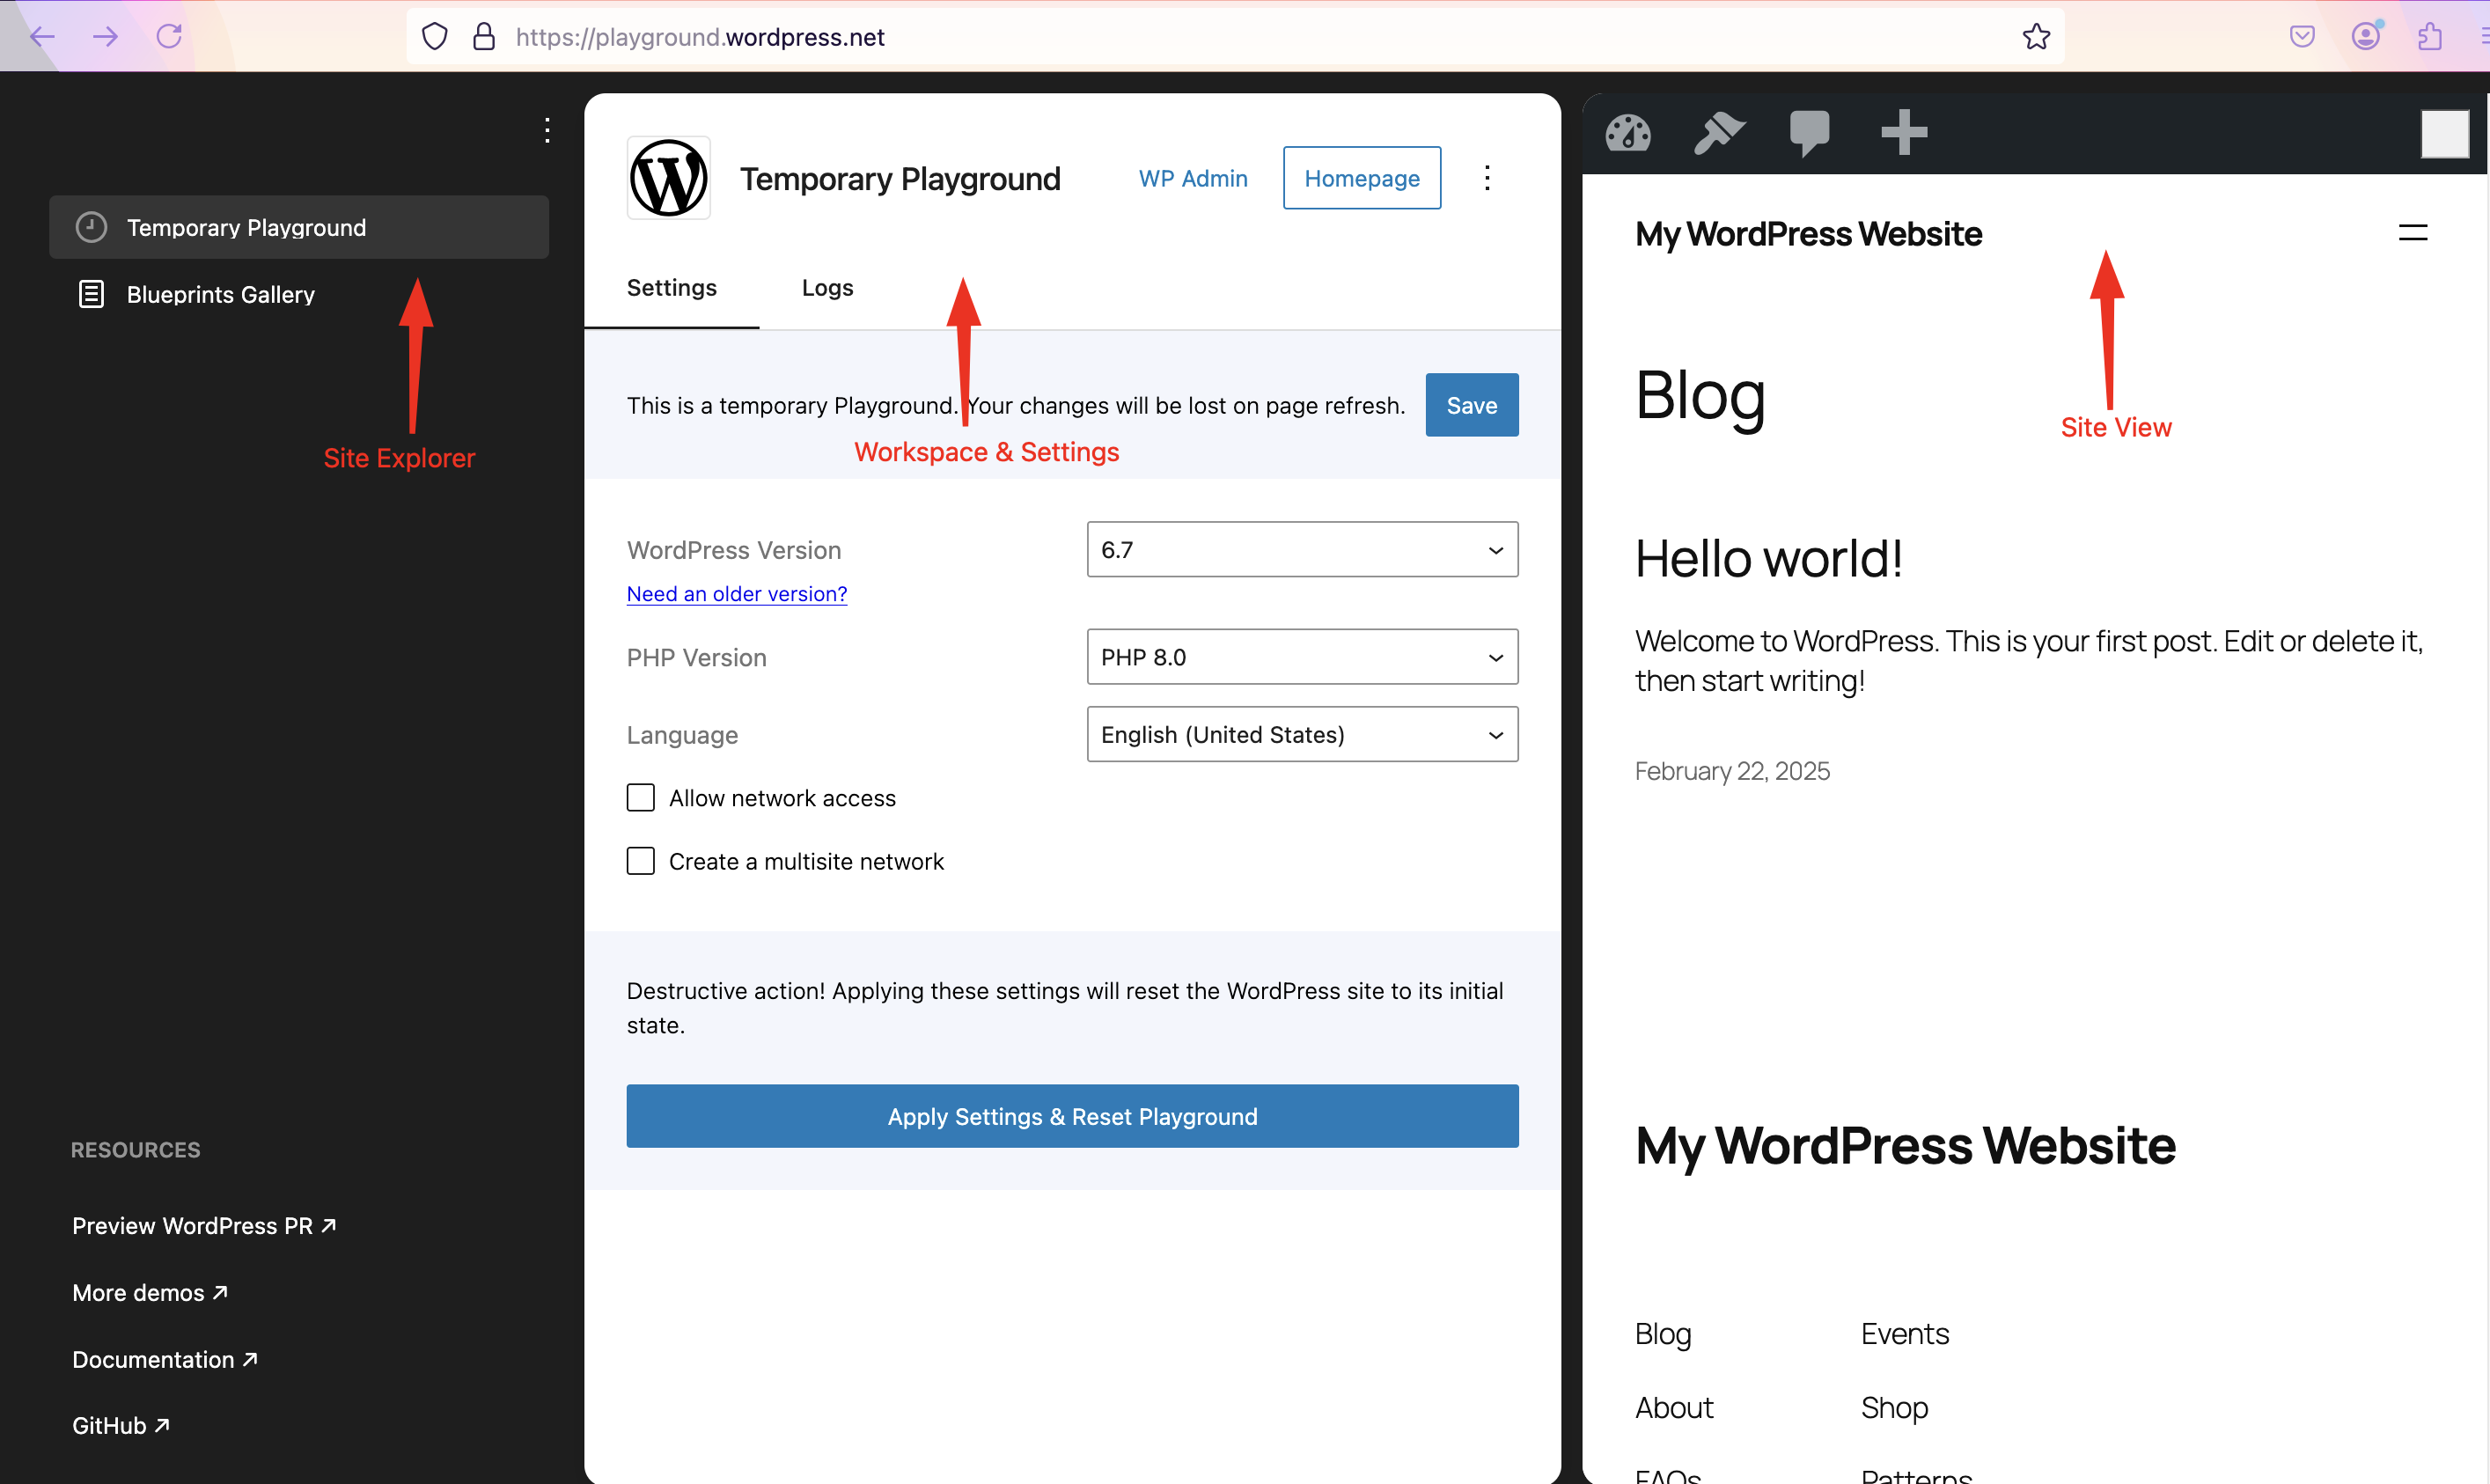 https://playground.wordpress.net
Temporary Playground
Blueprints Gallery
Site Explorer
RESOURCES
Preview WordPress PR ↗
More demos ↗
Documentation ↗
GitHub ↗
Temporary Playground
WP Admin
Homepage
Settings
Logs
This is a temporary Playground. Your changes will be lost on page refresh.
Save
Workspace & Settings
WordPress Version
6.7
Need an older version?
PHP Version
PHP 8.0
Language
English (United States)
Allow network access
Create a multisite network
Destructive action! Applying these settings will reset the WordPress site to its initial
state.
Apply Settings & Reset Playground
My WordPress Website
Site View
Blog
Hello world!
Welcome to WordPress. This is your first post. Edit or delete it,
then start writing!
February 22, 2025
My WordPress Website
Blog
Events
About
Shop
FAQs
Patterns